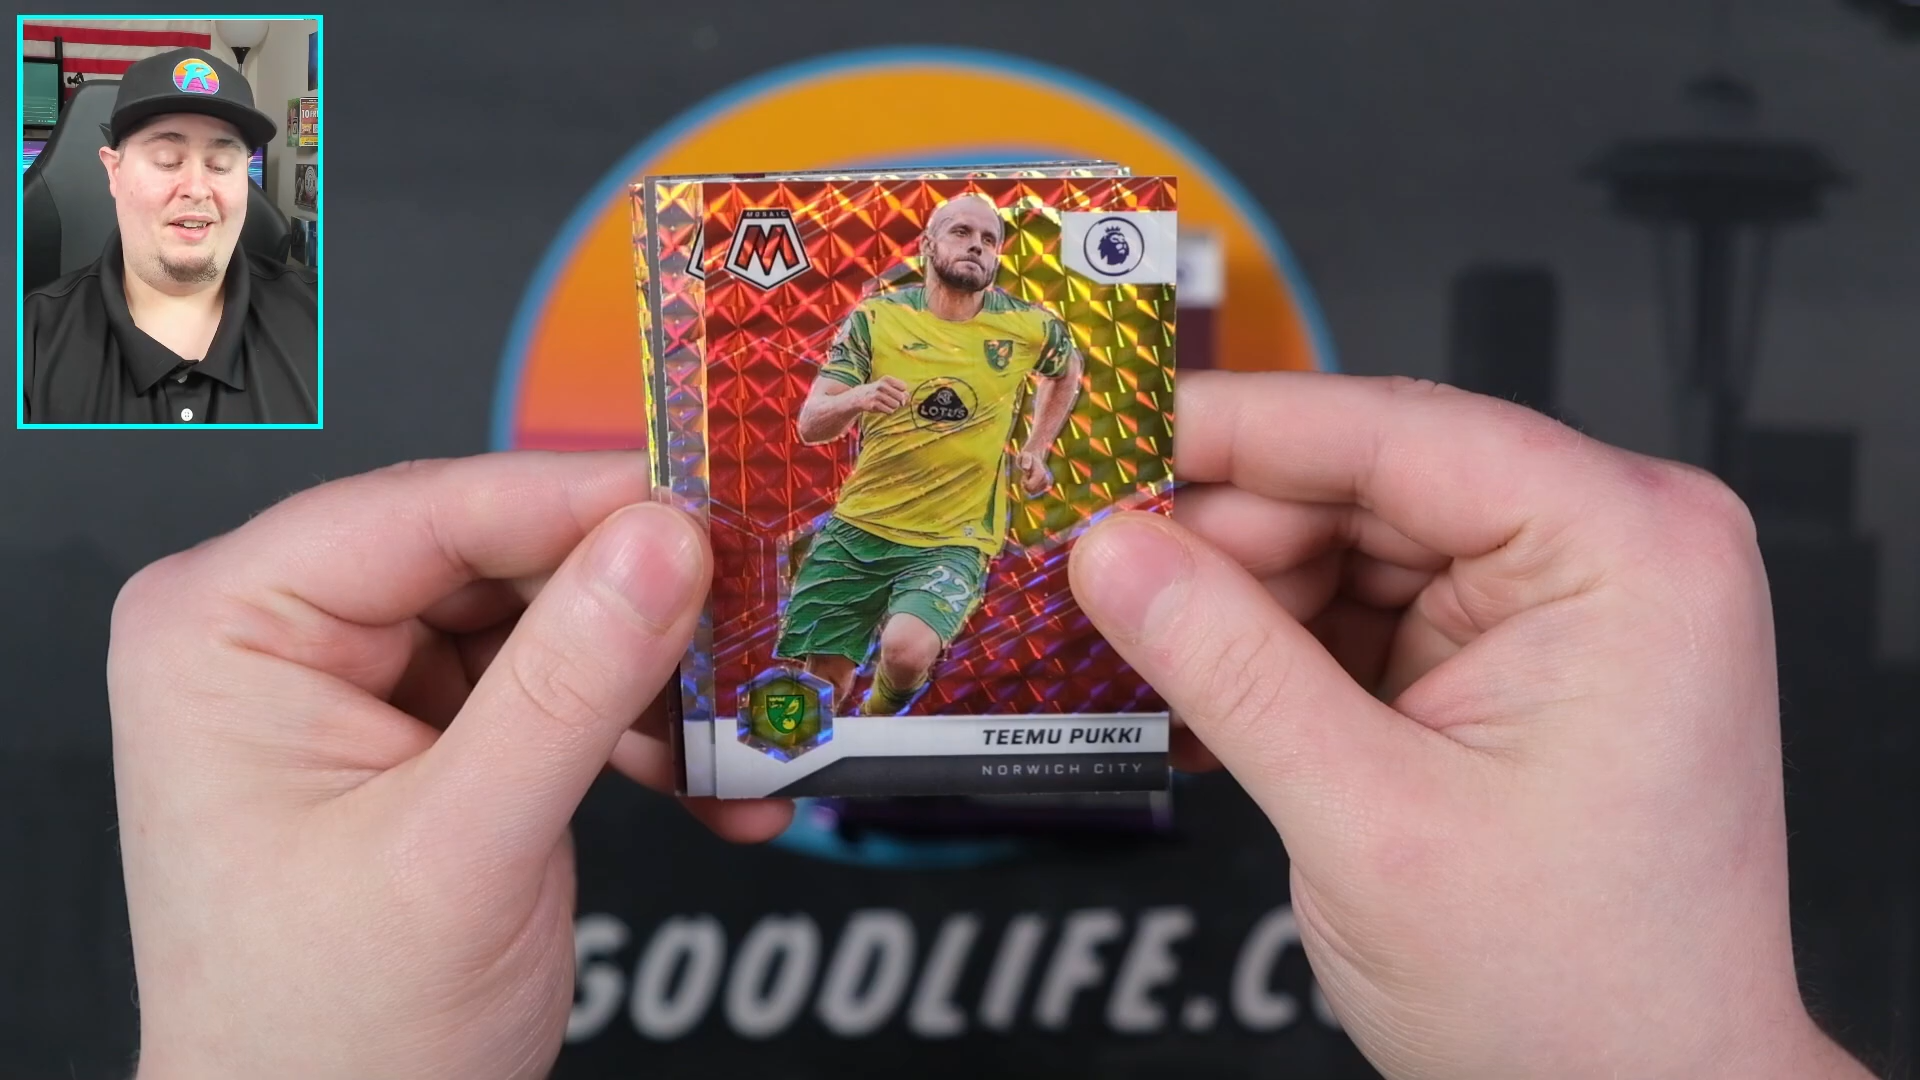 R
MOSAIC
M
LOTUS
22
TEEMU PUKKI
NORWICH CITY
GOODLIFE.C